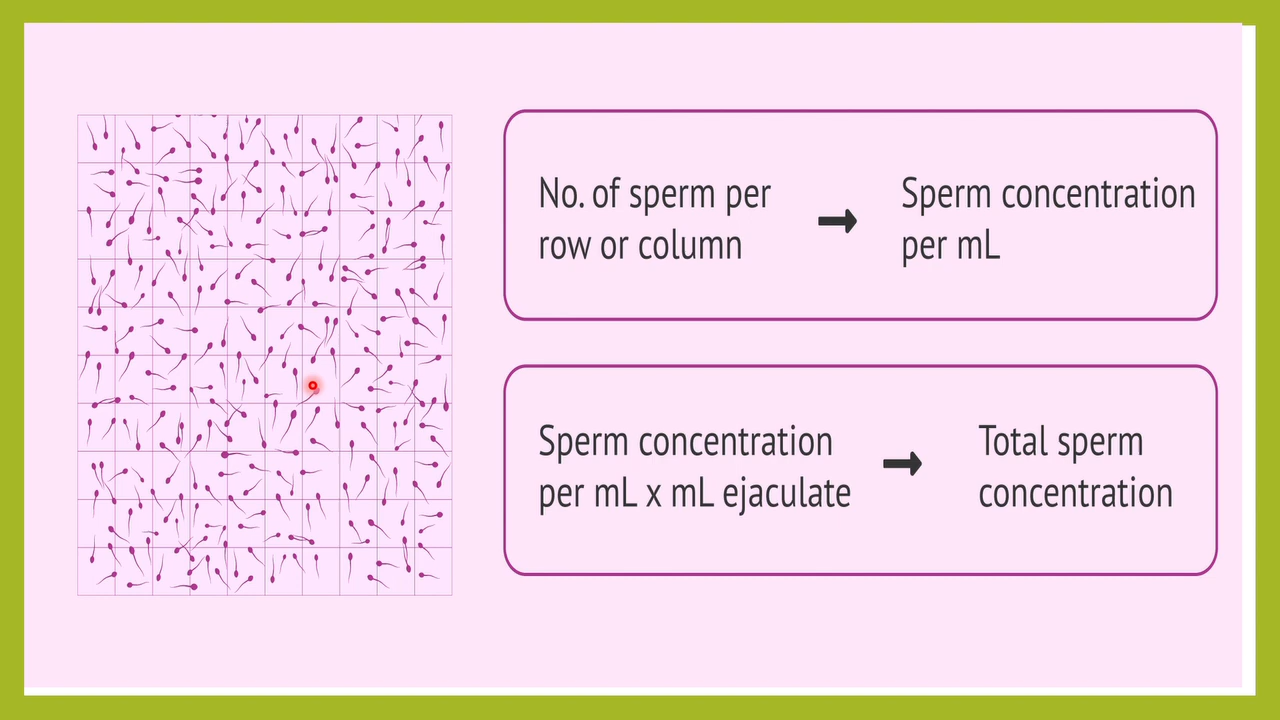 No. of sperm per
row or column
➡
Sperm concentration
per mL
Sperm concentration
per mL x mL ejaculate
➡
Total sperm
concentration